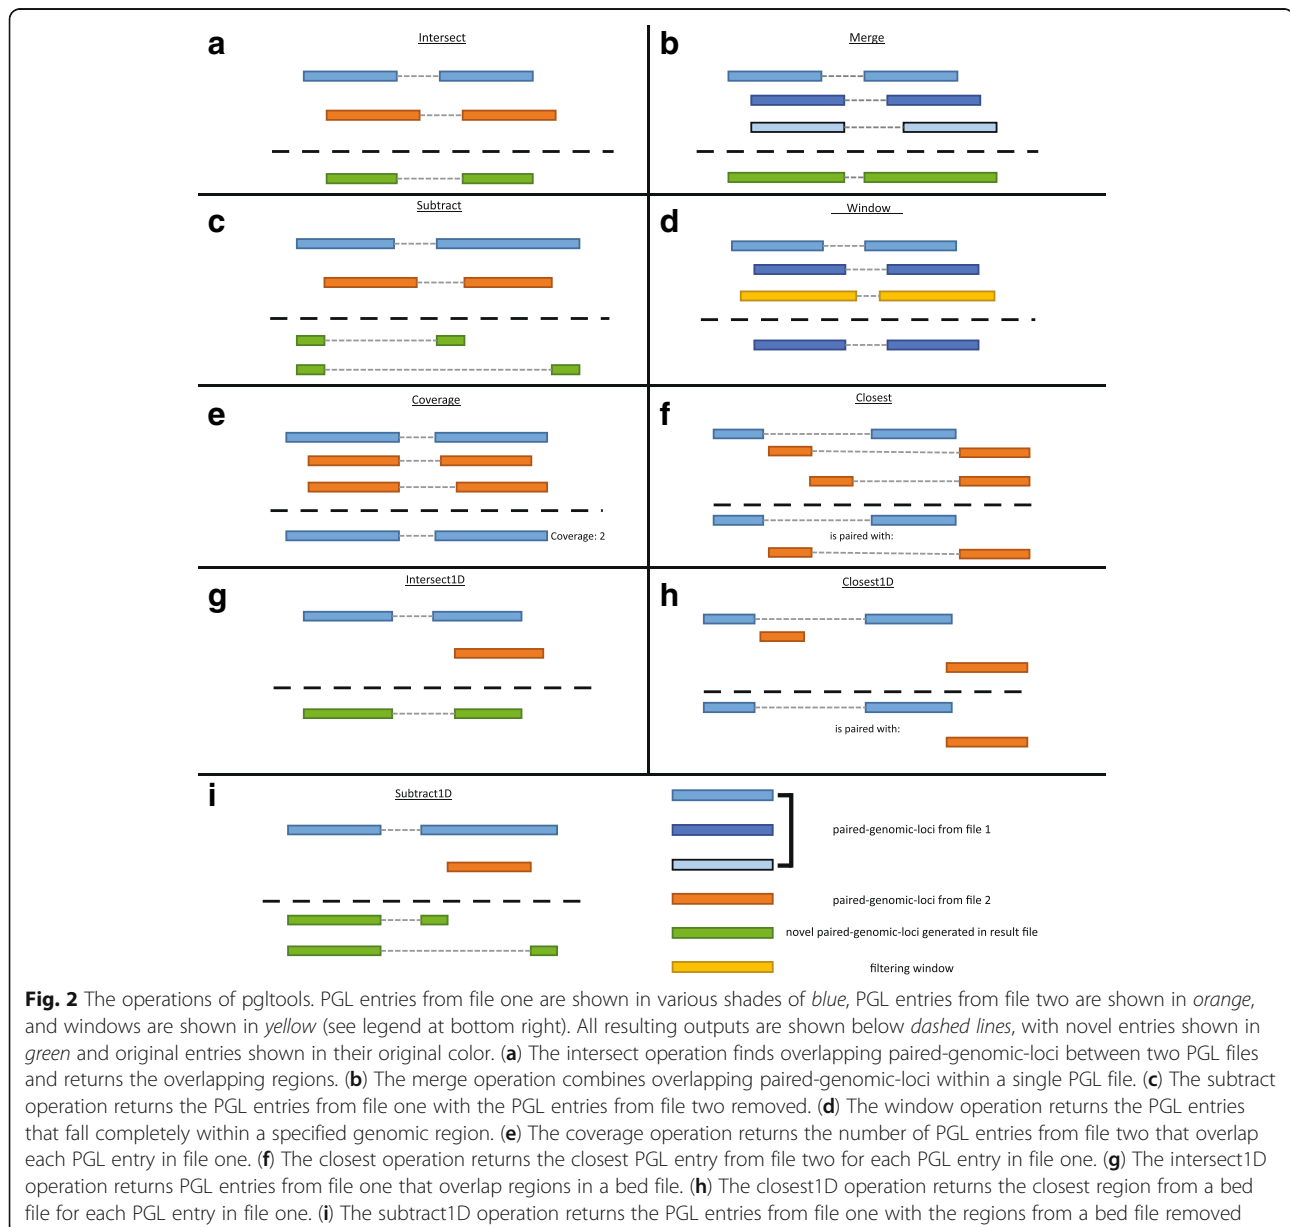 a
Intersect
b
Merge
c
Subtract
d
Window
e
Coverage
Coverage: 2
f
Closest
is paired with:
g
Intersect1D
h
Closest1D
is paired with:
i
Subtract1D
paired-genomic-loci from file 1
paired-genomic-loci from file 2
novel paired-genomic-loci generated in result file
filtering window
Fig. 2 The operations of pgltools. PGL entries from file one are shown in various shades of blue, PGL entries from file two are shown in orange,
and windows are shown in yellow (see legend at bottom right). All resulting outputs are shown below dashed lines, with novel entries shown in
green and original entries shown in their original color. (a) The intersect operation finds overlapping paired-genomic-loci between two PGL files
and returns the overlapping regions. (b) The merge operation combines overlapping paired-genomic-loci within a single PGL file. (c) The subtract
operation returns the PGL entries from file one with the PGL entries from file two removed. (d) The window operation returns the PGL entries
that fall completely within a specified genomic region. (e) The coverage operation returns the number of PGL entries from file two that overlap
each PGL entry in file one. (f) The closest operation returns the closest PGL entry from file two for each PGL entry in file one. (g) The intersect1D
operation returns PGL entries from file one that overlap regions in a bed file. (h) The closest1D operation returns the closest region from a bed
file for each PGL entry in file one. (i) The subtract1D operation returns the PGL entries from file one with the regions from a bed file removed